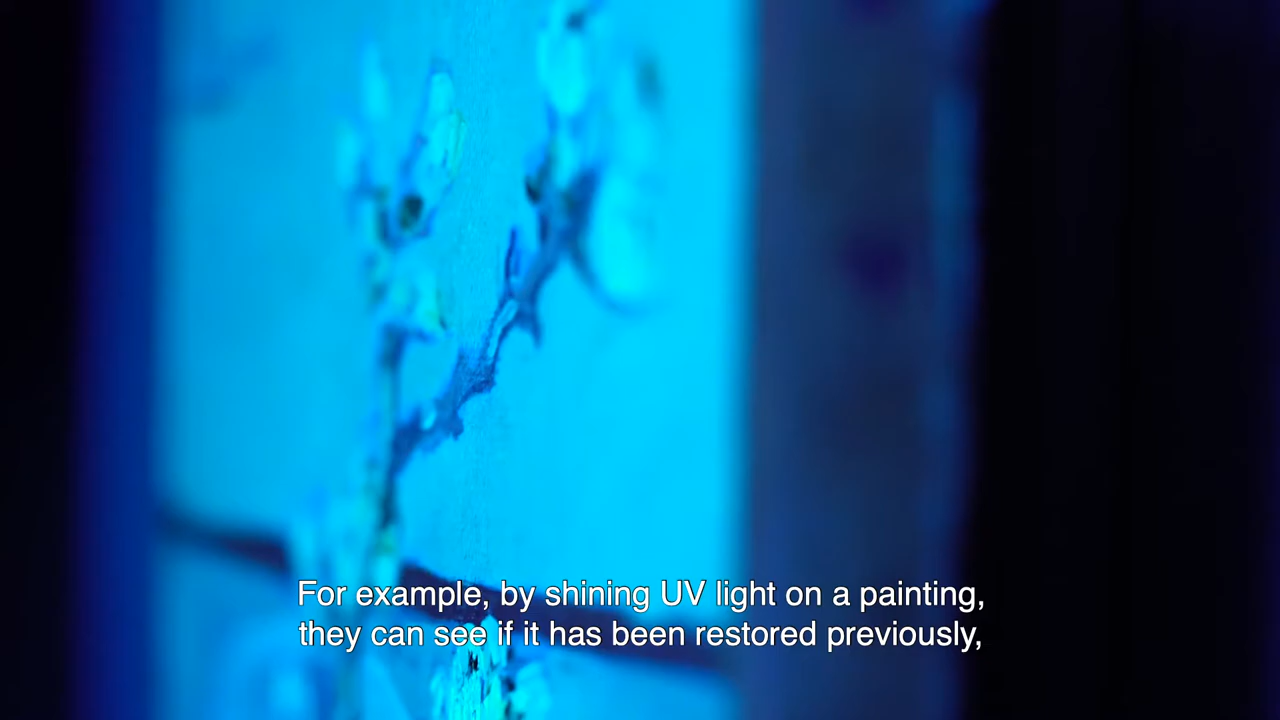 For example, by shining UV light on a painting,
they can see if it has been restored previously,